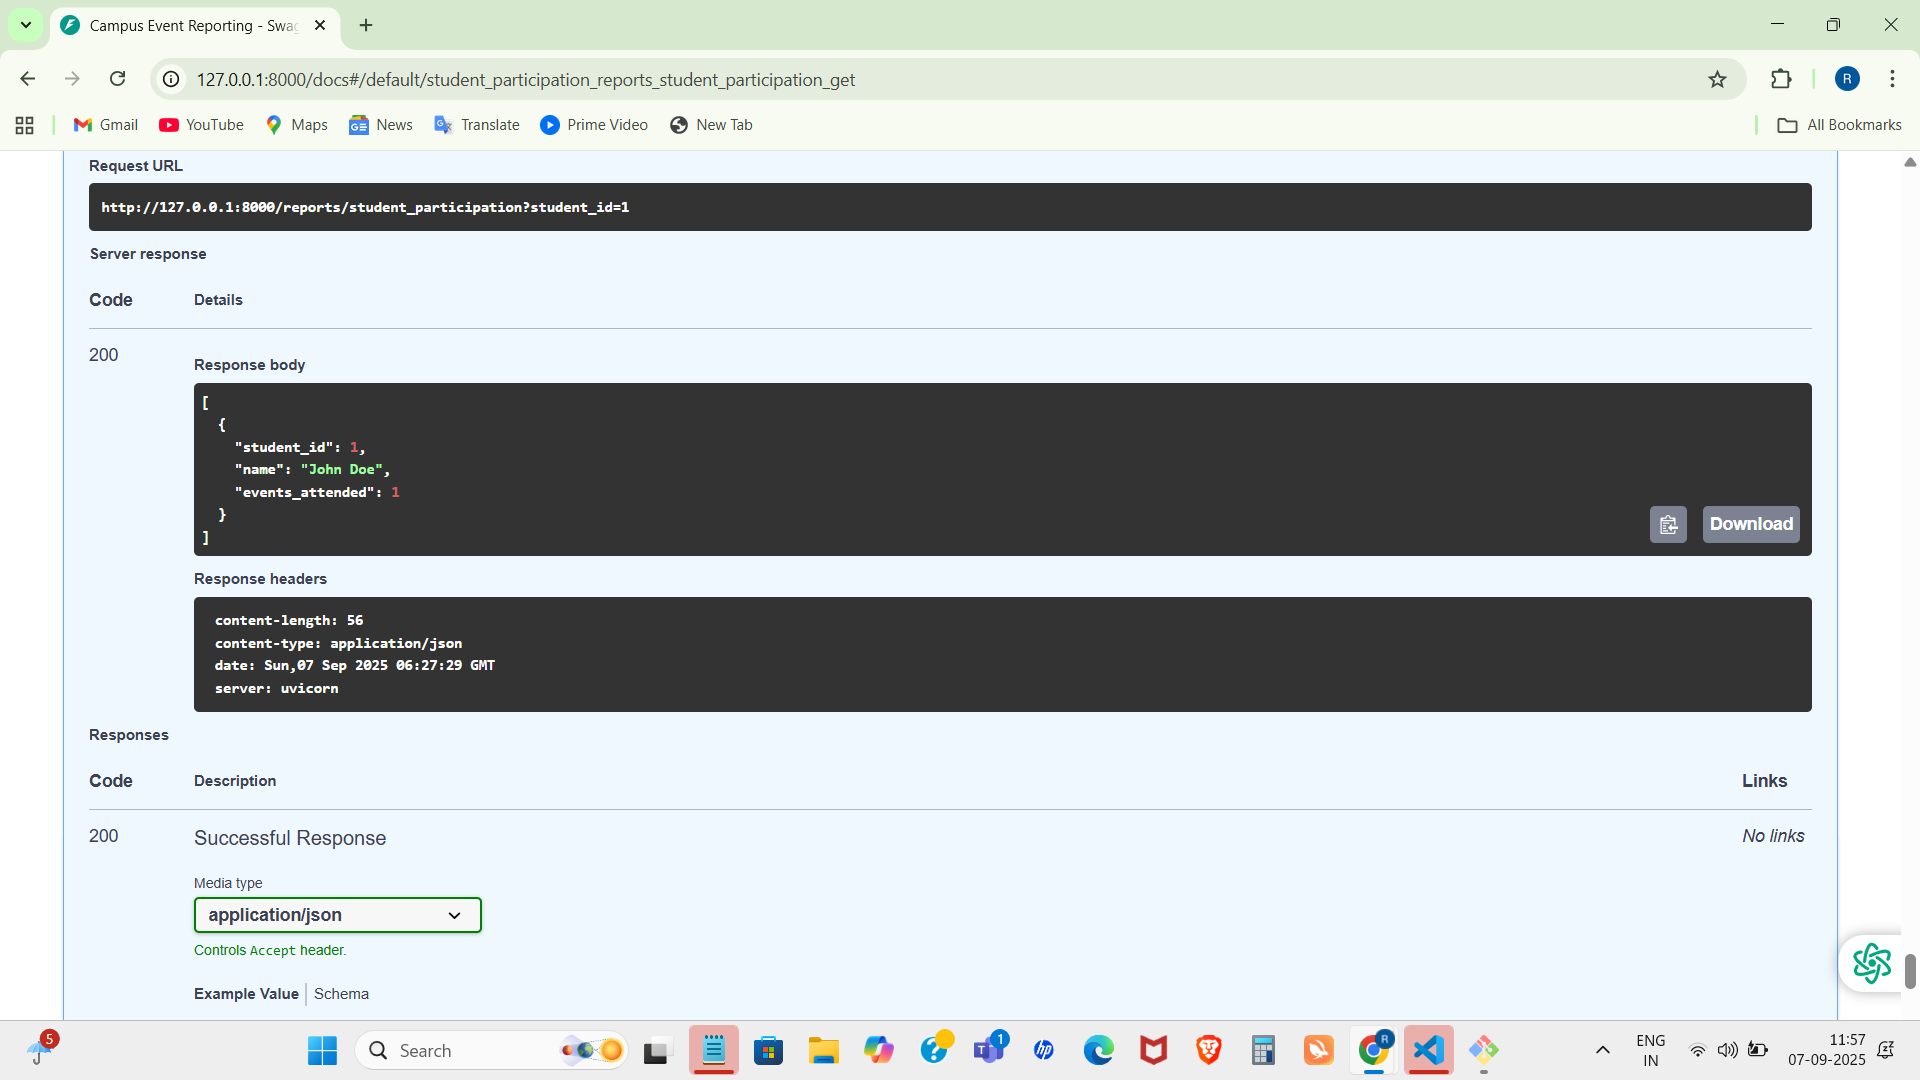 Campus Event Reporting - Swag
127.0.0.1:8000/docs#/default/student_participation_reports_student_participation_get
R
Gmail
YouTube
Maps
News
Translate
Prime Video
New Tab
All Bookmarks
Request URL
http://127.0.0.1:8000/reports/student_participation?student_id=1
Server response
Code Details
200
Response body
[
  {
    "student_id": 1,
    "name": "John Doe",
    "events_attended": 1
  }
]
Download
Response headers
content-length: 56
content-type: application/json
date: Sun,07 Sep 2025 06:27:29 GMT
server: uvicorn
Responses
Code Description Links
200 Successful Response No links
Media type
application/json
Controls Accept header.
Example Value Schema
5
Search
1
R
ENG
IN
11:57
07-09-2025